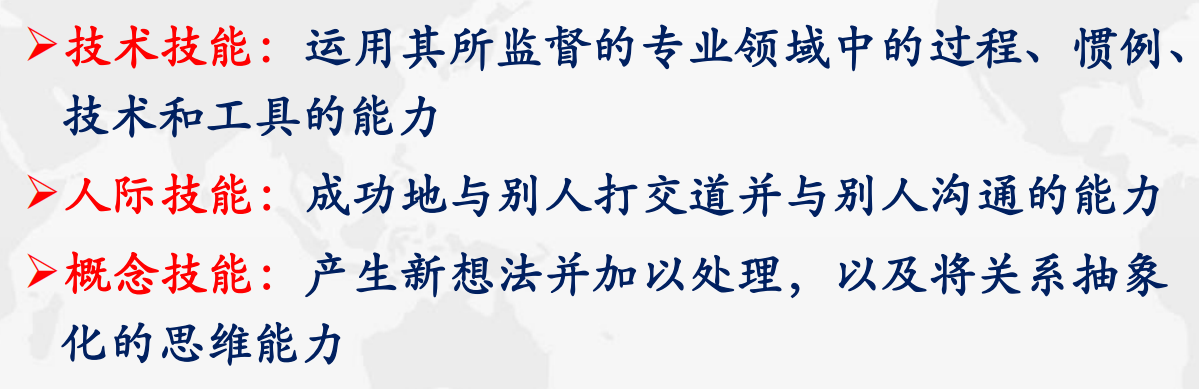 ➢技术技能：运用其所监督的专业领域中的过程、惯例、
技术和工具的能力
➢人际技能：成功地与别人打交道并与别人沟通的能力
➢概念技能：产生新想法并加以处理，以及将关系抽象
化的思维能力